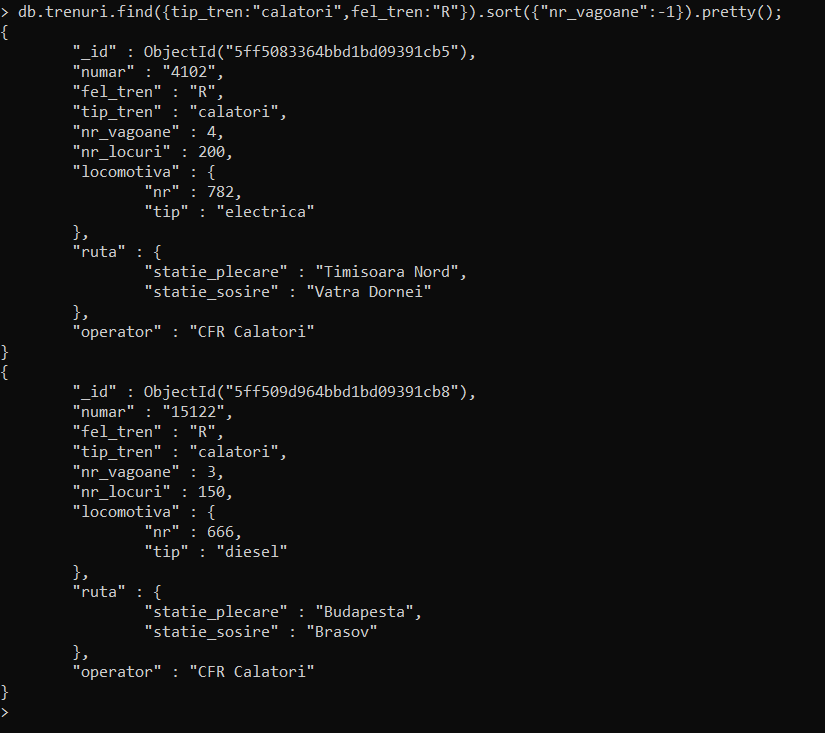 > db.trenuri.find({tip_tren:"calatori",fel_tren:"R"}).sort({"nr_vagoane":-1}).pretty();
{
        "_id" : ObjectId("5ff5083364bbd1bd09391cb5"),
        "numar" : "4102",
        "fel_tren" : "R",
        "tip_tren" : "calatori",
        "nr_vagoane" : 4,
        "nr_locuri" : 200,
        "locomotiva" : {
                "nr" : 782,
                "tip" : "electrica"
        },
        "ruta" : {
                "statie_plecare" : "Timisoara Nord",
                "statie_sosire" : "Vatra Dornei"
        },
        "operator" : "CFR Calatori"
}
{
        "_id" : ObjectId("5ff509d964bbd1bd09391cb8"),
        "numar" : "15122",
        "fel_tren" : "R",
        "tip_tren" : "calatori",
        "nr_vagoane" : 3,
        "nr_locuri" : 150,
        "locomotiva" : {
                "nr" : 666,
                "tip" : "diesel"
        },
        "ruta" : {
                "statie_plecare" : "Budapesta",
                "statie_sosire" : "Brasov"
        },
        "operator" : "CFR Calatori"
}
>